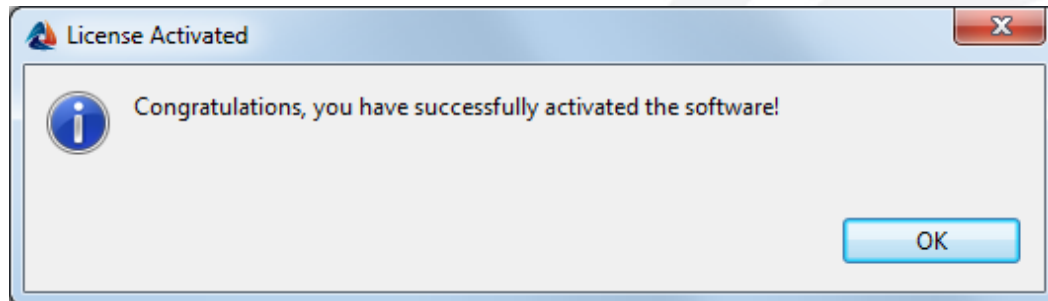 License Activated
Congratulations, you have successfully activated the software!
OK